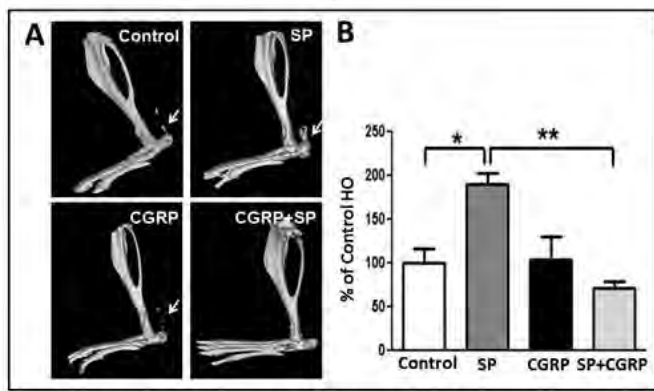 A
Control
SP
CGRP
CGRP+SP
B
% of Control HO
250
200
150
100
50
0
*
**
Control
SP
CGRP
SP+CGRP